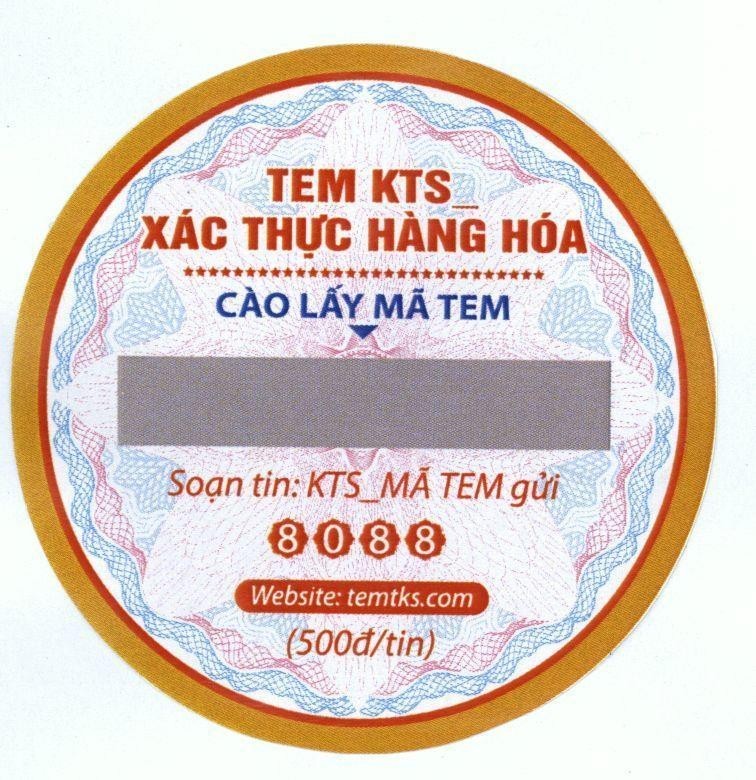 TEM KTS_
XÁC THỰC HÀNG HÓA
CÀO LẤY MÃ TEM
Soạn tin: KTS_MÃ TEM gửi
8088
Website: temtks.com
(500đ/tin)